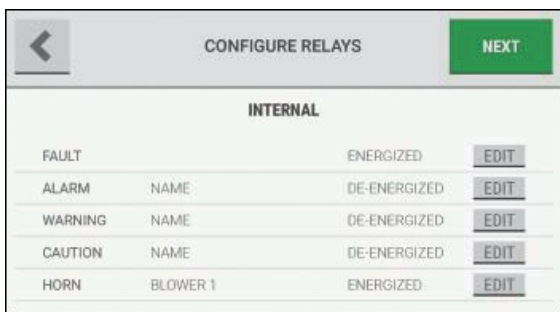 CONFIGURE RELAYS NEXT
INTERNAL
FAULT ENERGIZED EDIT
ALARM NAME DE-ENERGIZED EDIT
WARNING NAME DE-ENERGIZED EDIT
CAUTION NAME DE-ENERGIZED EDIT
HORN BLOWER 1 ENERGIZED EDIT